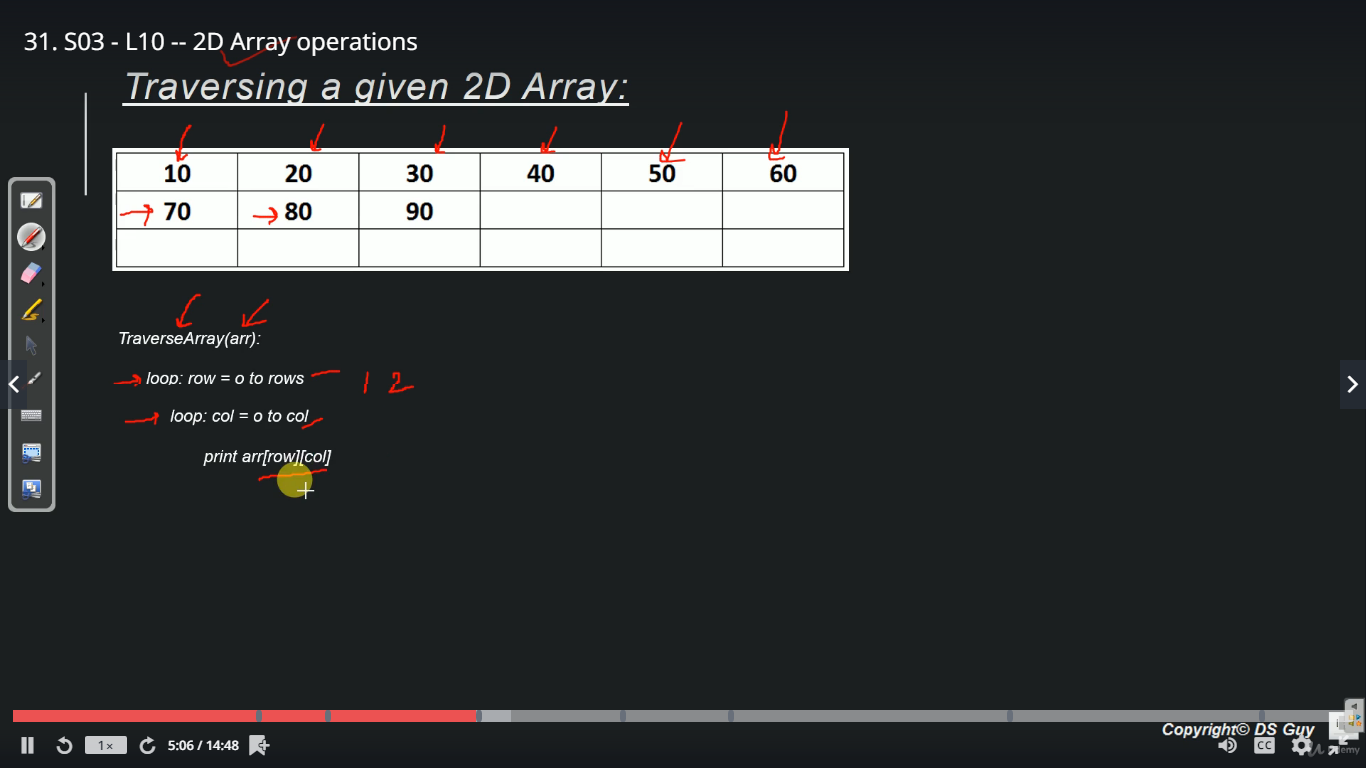 31. S03 - L10 -- 2D Array operations
Traversing a given 2D Array:
10 20 30 40 50 60
70 80 90
TraverseArray(arr):
loop: row = o to rows
1 2
loop: col = o to col
print arr[row][col]
Copyright© DS Guy
1× 5:06 / 14:48 CC